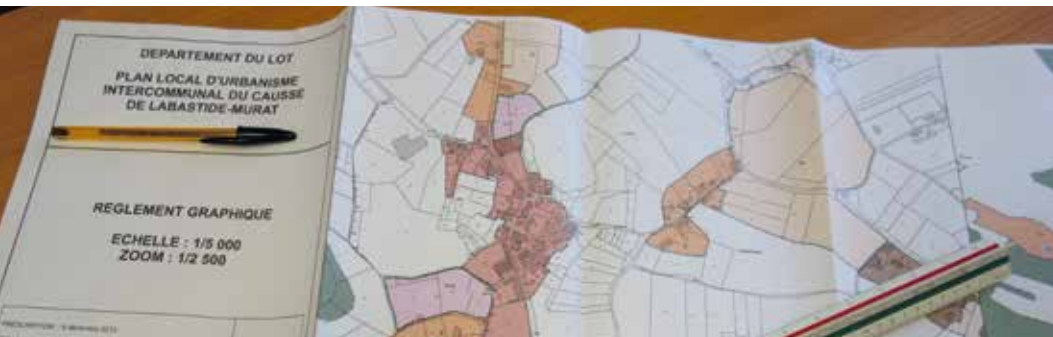 DEPARTEMENT DU LOT
PLAN LOCAL D'URBANISME
INTERCOMMUNAL DU CAUSSE
DE LABASTIDE-MURAT
REGLEMENT GRAPHIQUE
ECHELLE : 1/5 000
ZOOM : 1/2 500